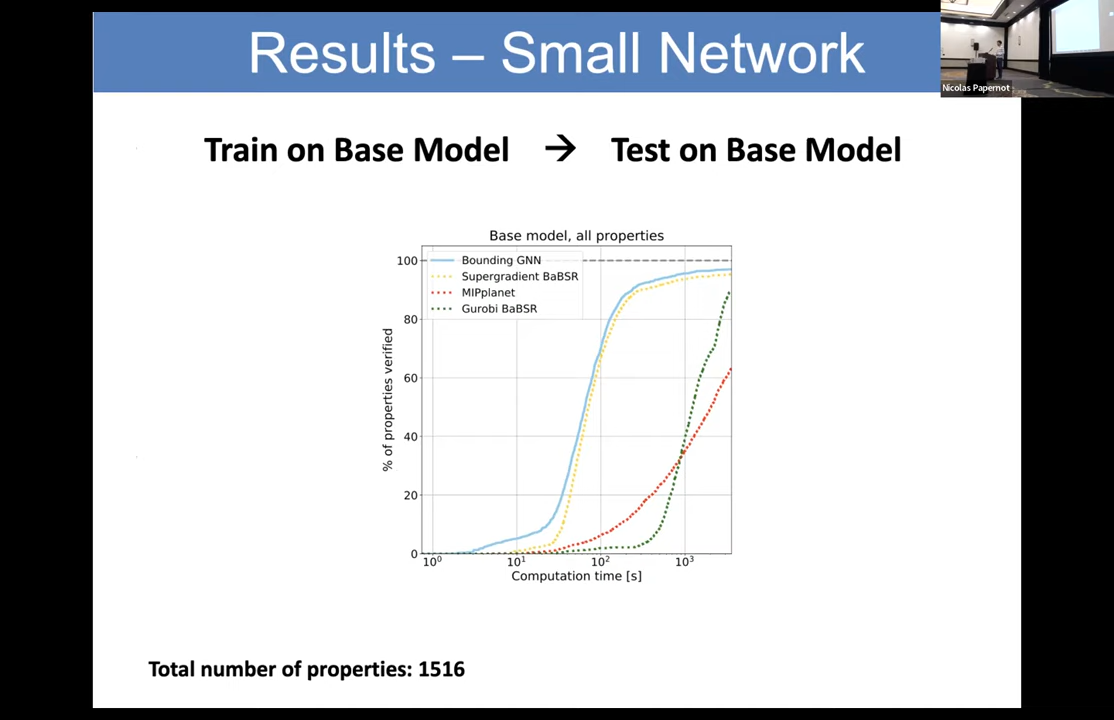 Results – Small Network
Nicolas Papernot
Train on Base Model → Test on Base Model
Base model, all properties
100
80
60
40
20
0
% of properties verified
Bounding GNN
Supergradient BaBSR
MIPplanet
Gurobi BaBSR
10⁰ 10¹ 10² 10³
Computation time [s]
Total number of properties: 1516